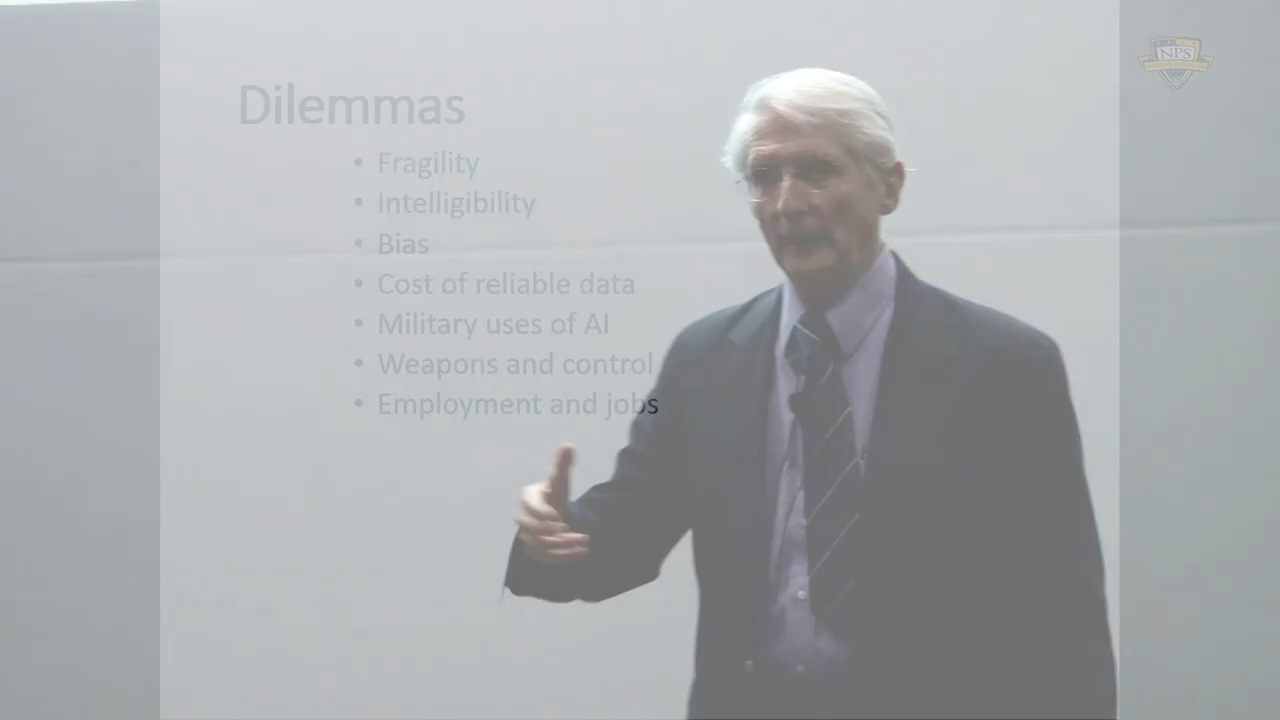 NPS
Dilemmas
• Fragility
• Intelligibility
• Bias
• Cost of reliable data
• Military uses of AI
• Weapons and control
• Employment and jobs